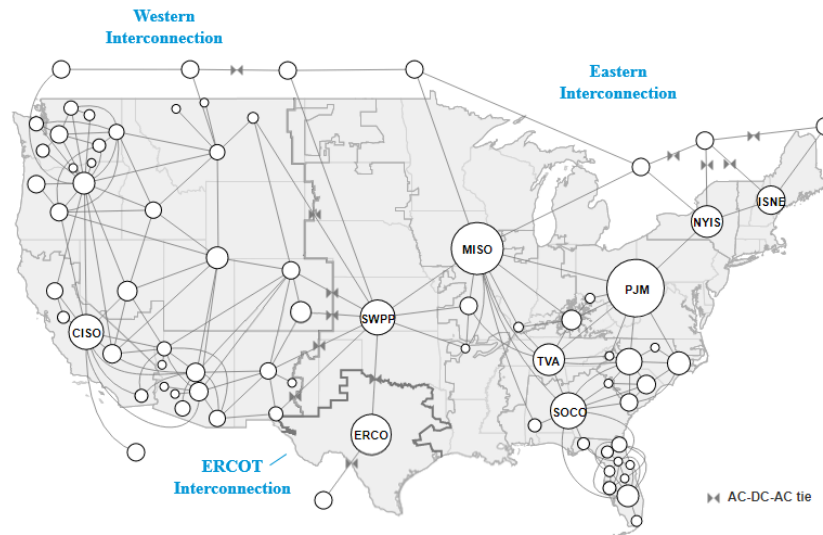 Western
Interconnection
Eastern
Interconnection
ISNE
NYIS
MISO
PJM
SWPP
CISO
TVA
SOCO
ERCO
ERCOT
Interconnection
AC-DC-AC tie